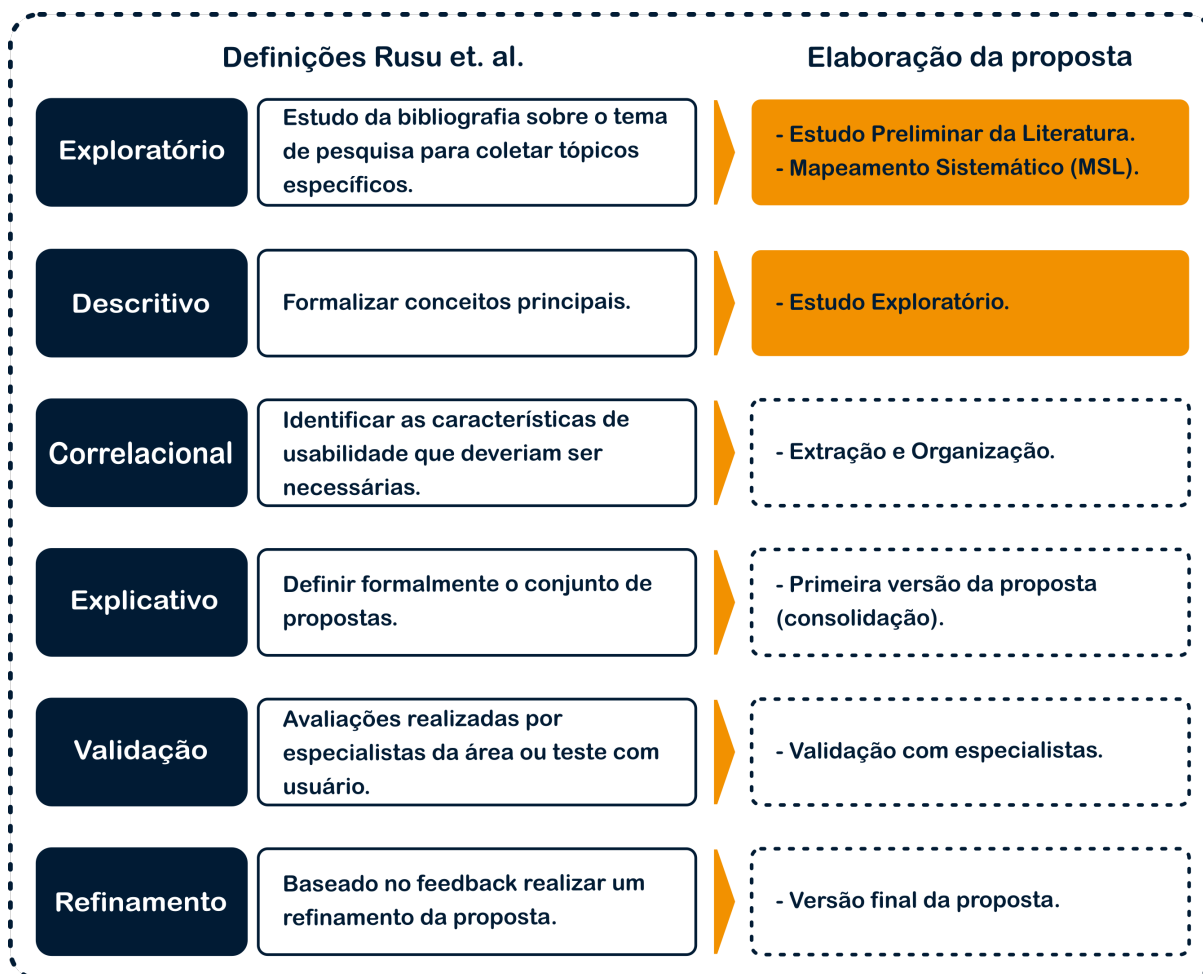 Definições Rusu et. al.
Elaboração da proposta
Exploratório
Estudo da bibliografia sobre o tema
de pesquisa para coletar tópicos
específicos.
- Estudo Preliminar da Literatura.
- Mapeamento Sistemático (MSL).
Descritivo
Formalizar conceitos principais.
- Estudo Exploratório.
Correlacional
Identificar as características de
usabilidade que deveriam ser
necessárias.
- Extração e Organização.
Explicativo
Definir formalmente o conjunto de
propostas.
- Primeira versão da proposta
(consolidação).
Validação
Avaliações realizadas por
especialistas da área ou teste com
usuário.
- Validação com especialistas.
Refinamento
Baseado no feedback realizar um
refinamento da proposta.
- Versão final da proposta.